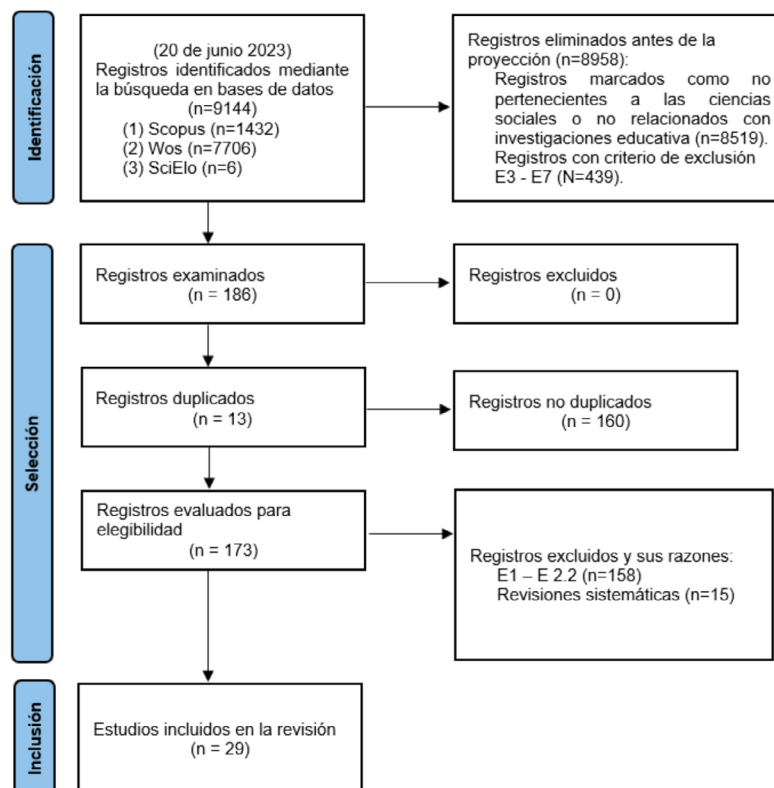 Identificación
(20 de junio 2023)
Registros identificados mediante
la búsqueda en bases de datos
(n=9144)
(1) Scopus (n=1432)
(2) Wos (n=7706)
(3) SciElo (n=6)
Registros eliminados antes de la
proyección (n=8958):
Registros marcados como no
pertenecientes a las ciencias
sociales o no relacionados con
investigaciones educativa (n=8519).
Registros con criterio de exclusión
E3 - E7 (N=439).
Selección
Registros examinados
(n = 186)
Registros excluidos
(n = 0)
Registros duplicados
(n = 13)
Registros no duplicados
(n = 160)
Registros evaluados para
elegibilidad
(n = 173)
Registros excluidos y sus razones:
E1 – E 2.2 (n=158)
Revisiones sistemáticas (n=15)
Inclusión
Estudios incluidos en la revisión
(n = 29)